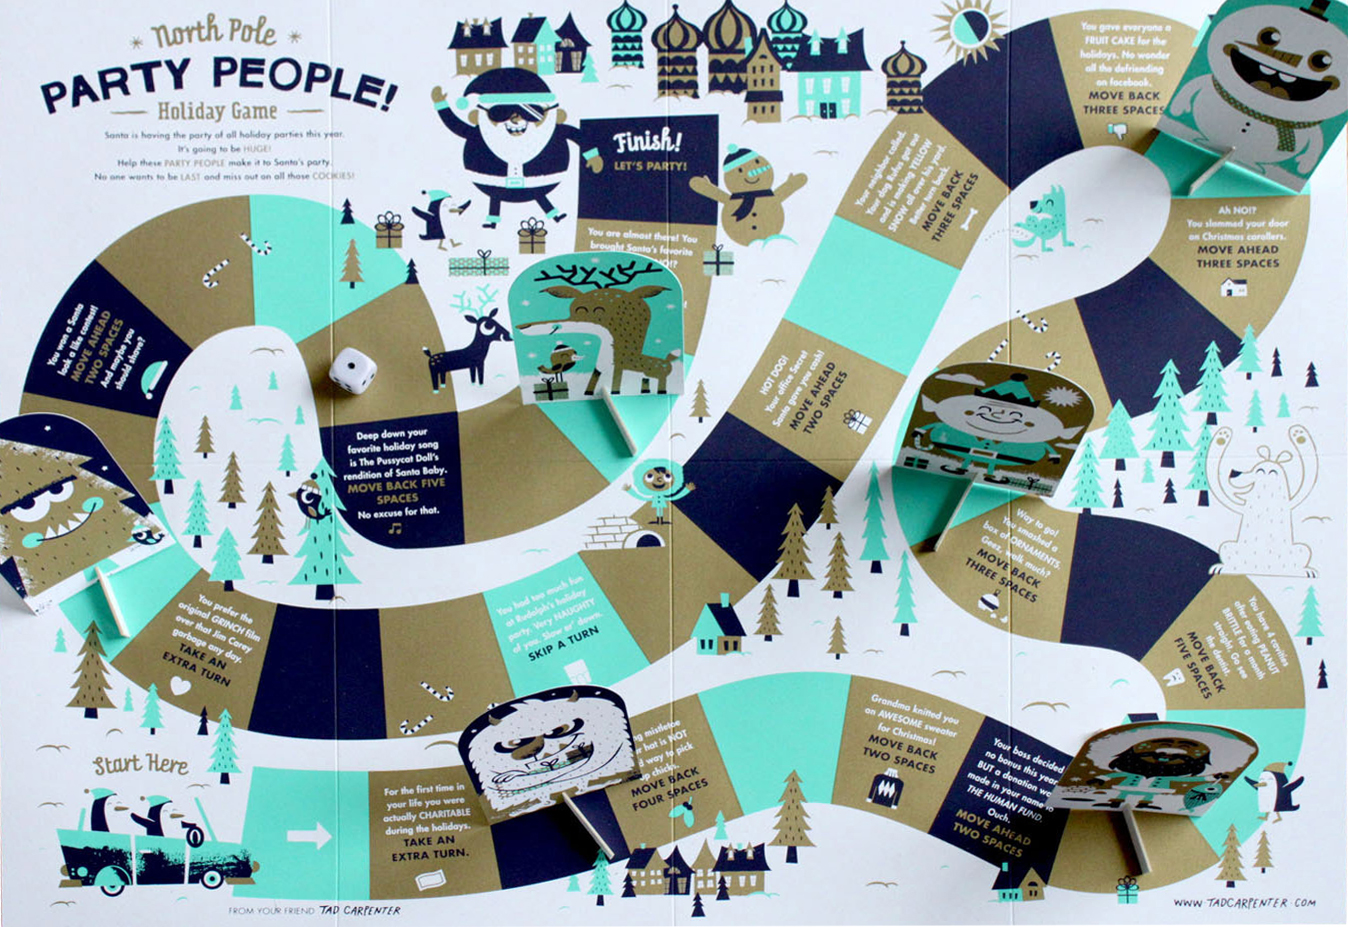 North Pole
PARTY PEOPLE!
Holiday Game
Santa is having the party of all holiday parties this year.
It's going to be HUGE!
Help these PARTY PEOPLE make it to Santa's party.
No one wants to be LAST and miss out on all those COOKIES!
Finish!
LET'S PARTY!
You are almost there! You
brought Santa's favorite
You gave everyone a
FRUIT CAKE for the
holidays. No wonder
all the defriending
on facebook.
MOVE BACK
THREE SPACES
Your neighbor called.
Your dog Rufus got out
and is making YELLOW
SNOW all over his yard.
Better run back.
MOVE BACK
THREE SPACES
Ah NO!?
You slammed your door
on Christmas carollers.
MOVE AHEAD
THREE SPACES
You won a Santa
look a like contest!
MOVE AHEAD
TWO SPACES
And maybe you
should shave?
HOT DOG!
Your office Secret
Santa gave you cash!
MOVE AHEAD
TWO SPACES
Deep down your
favorite holiday song
is The Pussycat Doll's
rendition of Santa Baby.
MOVE BACK FIVE
SPACES
No excuse for that.
Way to go!
You smashed a
box of ORNAMENTS.
Geez, walk much?
MOVE BACK
THREE SPACES
You prefer the
original GRINCH film
over that Jim Carey
garbage any day.
TAKE AN
EXTRA TURN
You had too much fun
at Rudolph's holiday
party. Very NAUGHTY
of you. Slow er' down.
SKIP A TURN
You have 4 cavities
after eating PEANUT
BRITTLE for a month
straight. Go see
the dentist.
MOVE BACK
FIVE SPACES
Start Here
For the first time in
your life you were
actually CHARITABLE
during the holidays.
TAKE AN
EXTRA TURN.
mistletoe
hat is NOT
way to pick
chicks.
MOVE BACK
FOUR SPACES
Grandma knitted you
an AWESOME sweater
for Christmas!
MOVE BACK
TWO SPACES
Your boss decided
no bonus this year
BUT a donation
made in your name
THE HUMAN FUND.
Ouch.
MOVE AHEAD
TWO SPACES
FROM YOUR FRIEND TAD CARPENTER
WWW·TADCARPENTER·COM